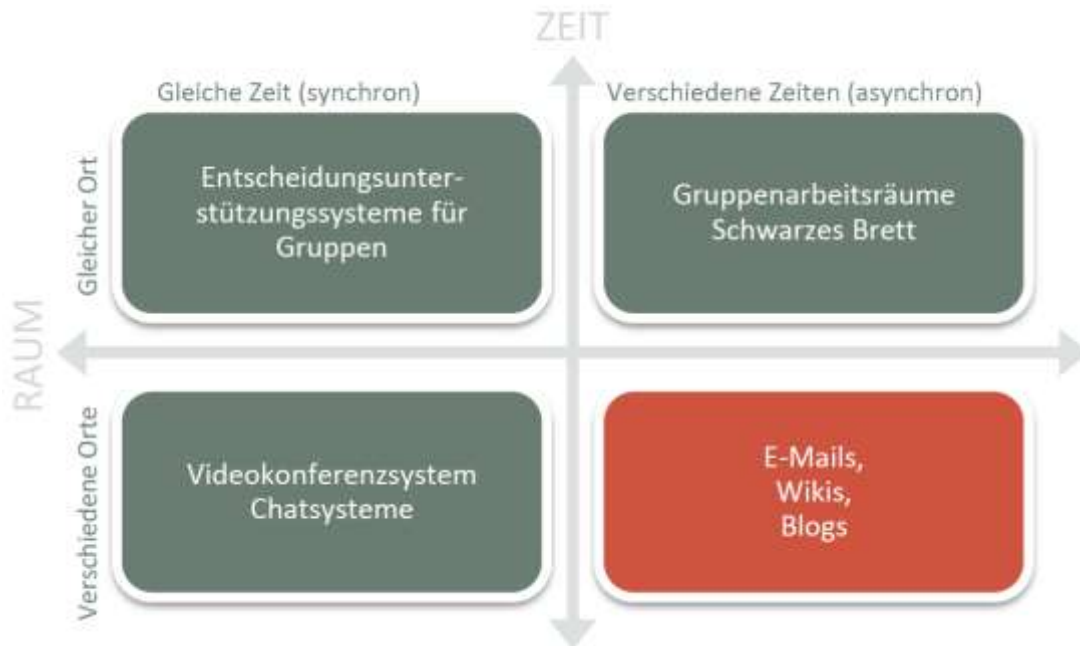 ZEIT
Gleiche Zeit (synchron)
Verschiedene Zeiten (asynchron)
RAUM
Gleicher Ort
Entscheidungsunter-
stützungssysteme für
Gruppen
Gruppenarbeitsräume
Schwarzes Brett
Verschiedene Orte
Videokonferenzsystem
Chatsysteme
E-Mails,
Wikis,
Blogs